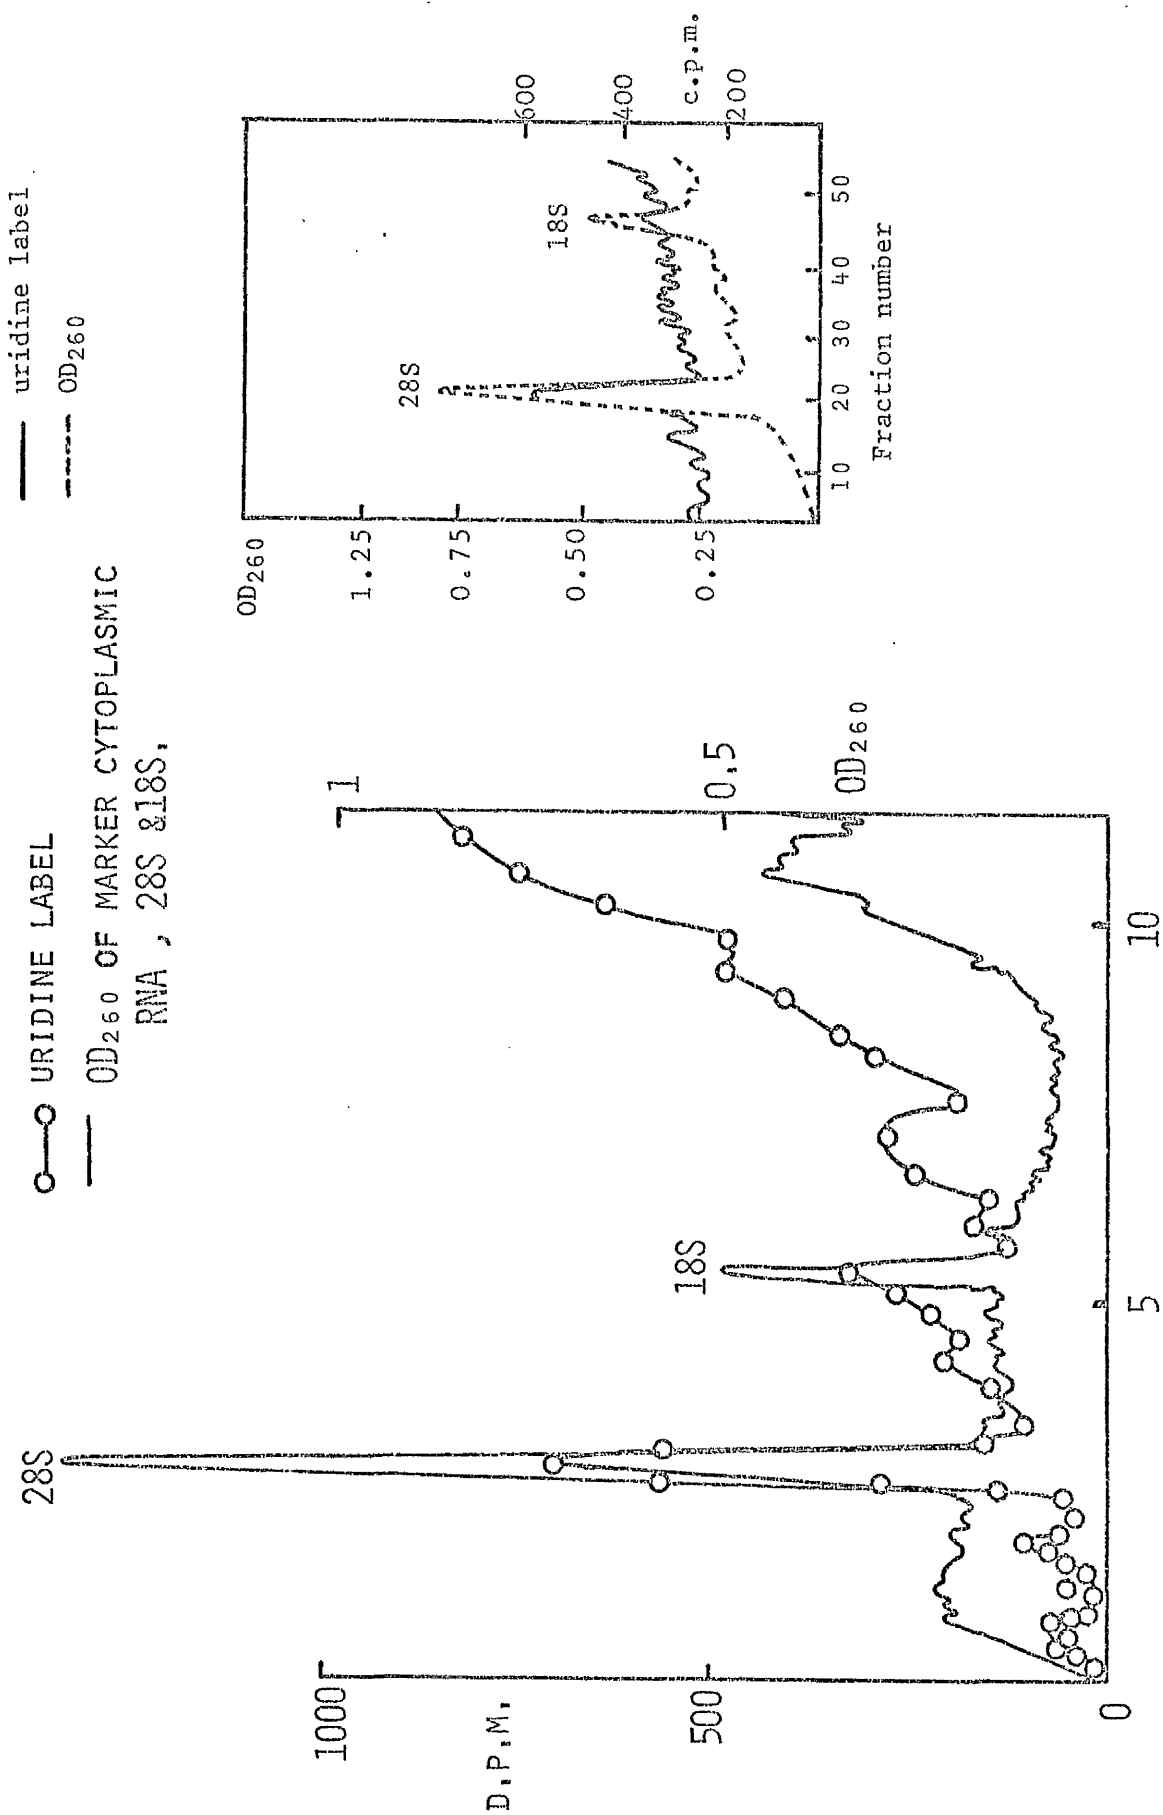 URIDINE LABEL
OD260 OF MARKER CYTOPLASMIC
RNA , 28S &18S.
uridine label
OD260
28S
18S
1000
D.P.M.
500
0
5
10
1
0.5
OD260
OD260
1.25
0.75
0.50
0.25
28S
18S
600
400
c.p.m.
200
10
20
30
40
50
Fraction number